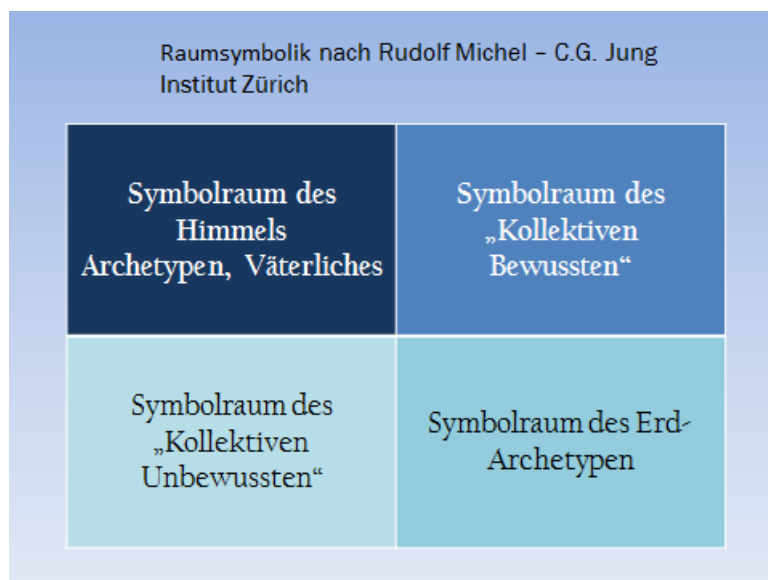 Raumsymbolik nach Rudolf Michel – C.G. Jung
Institut Zürich
Symbolraum des
Himmels
Archetypen, Väterliches
Symbolraum des
„Kollektiven
Bewussten“
Symbolraum des
„Kollektiven
Unbewussten“
Symbolraum des Erd-
Archetypen